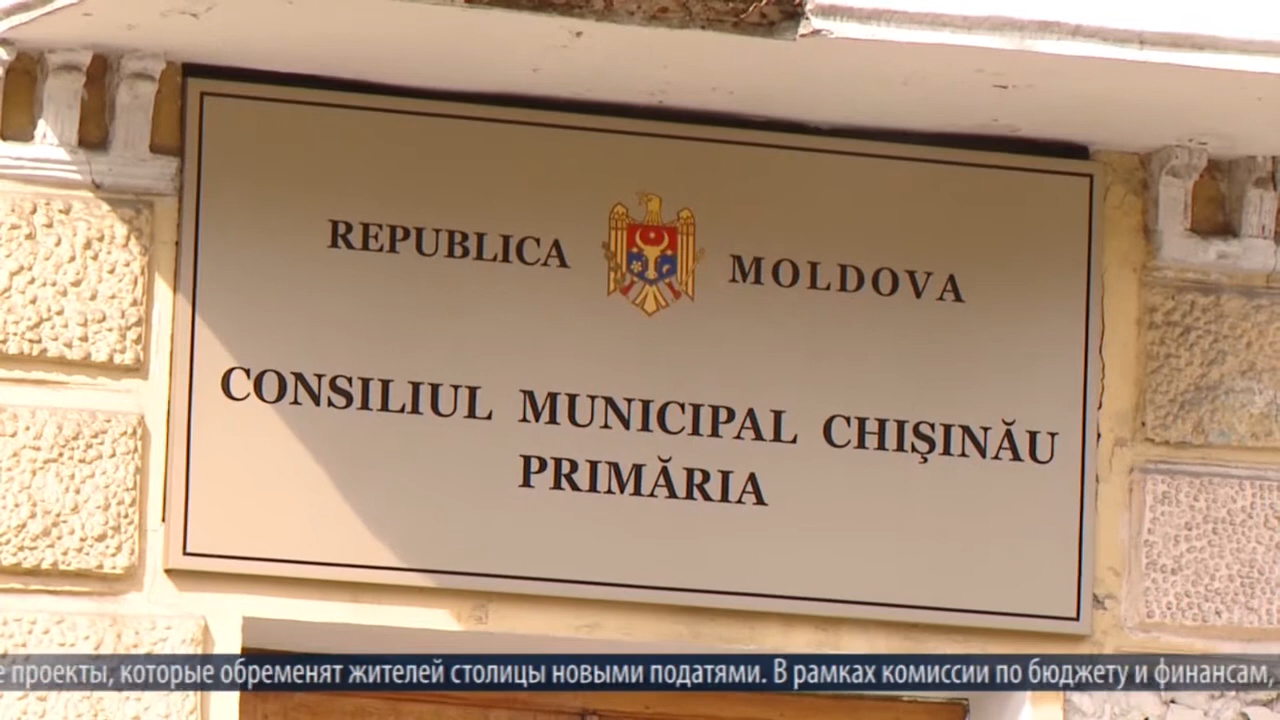 REPUBLICA MOLDOVA
CONSILIUL MUNICIPAL CHIŞINĂU
PRIMĂRIA
проекты, которые обременят жителей столицы новыми податями. В рамках комиссии по бюджету и финансам,